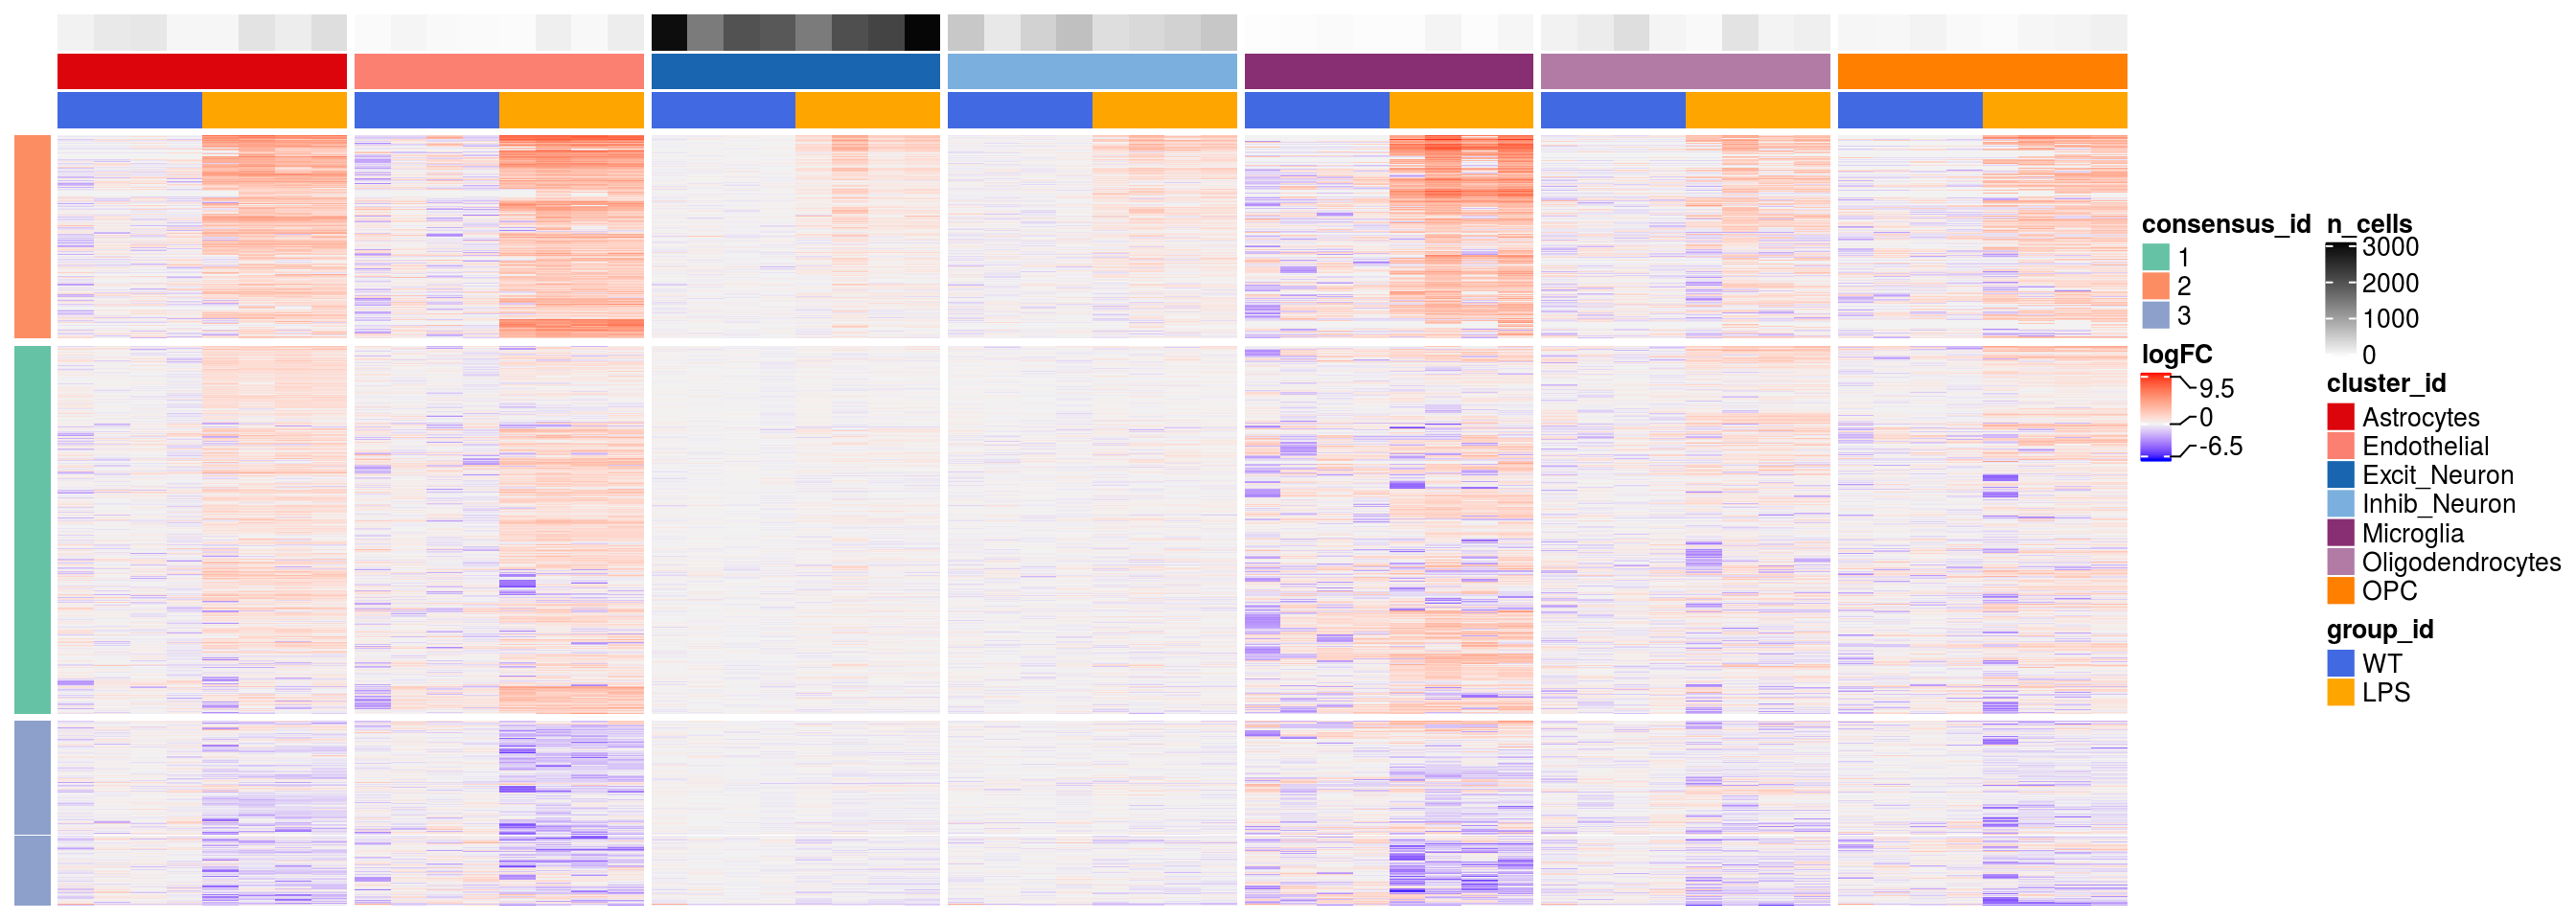 consensus_id
1
2
3
logFC
9.5
0
-6.5
n_cells
3000
2000
1000
0
cluster_id
Astrocytes
Endothelial
Excit_Neuron
Inhib_Neuron
Microglia
Oligodendrocytes
OPC
group_id
WT
LPS